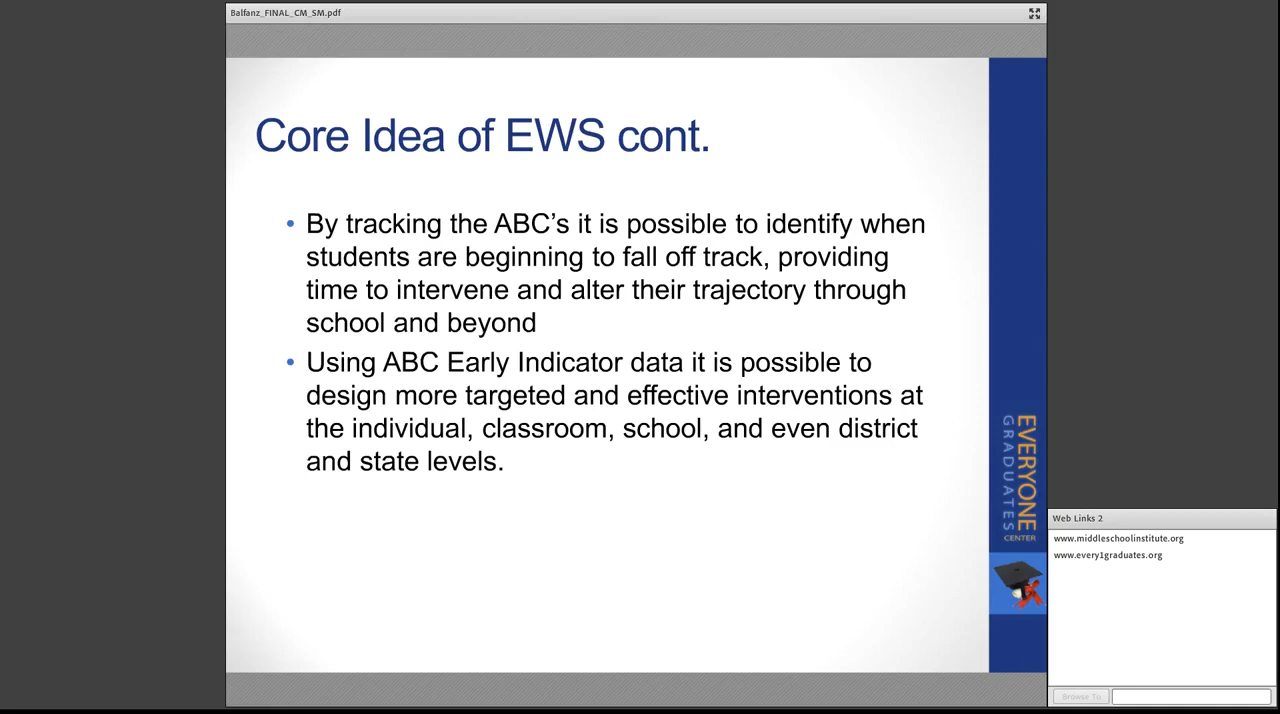 Balfanz_FINAL_CM_SM.pdf
Core Idea of EWS cont.
• By tracking the ABC’s it is possible to identify when
students are beginning to fall off track, providing
time to intervene and alter their trajectory through
school and beyond
• Using ABC Early Indicator data it is possible to
design more targeted and effective interventions at
the individual, classroom, school, and even district
and state levels.
EVERYONE
GRADUATES
CENTER
Web Links 2
www.middleschoolinstitute.org
www.every1graduates.org
Browse To